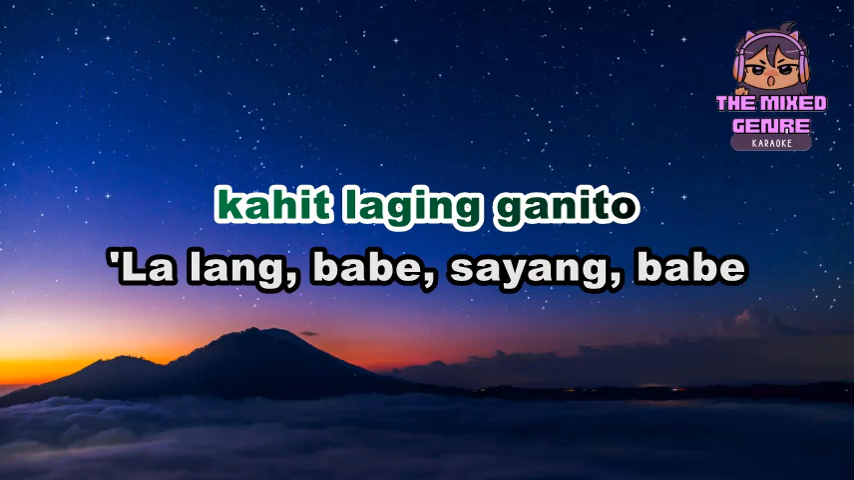 THE MIXED
GENRE
KARAOKE
kahit laging ganito
'La lang, babe, sayang, babe